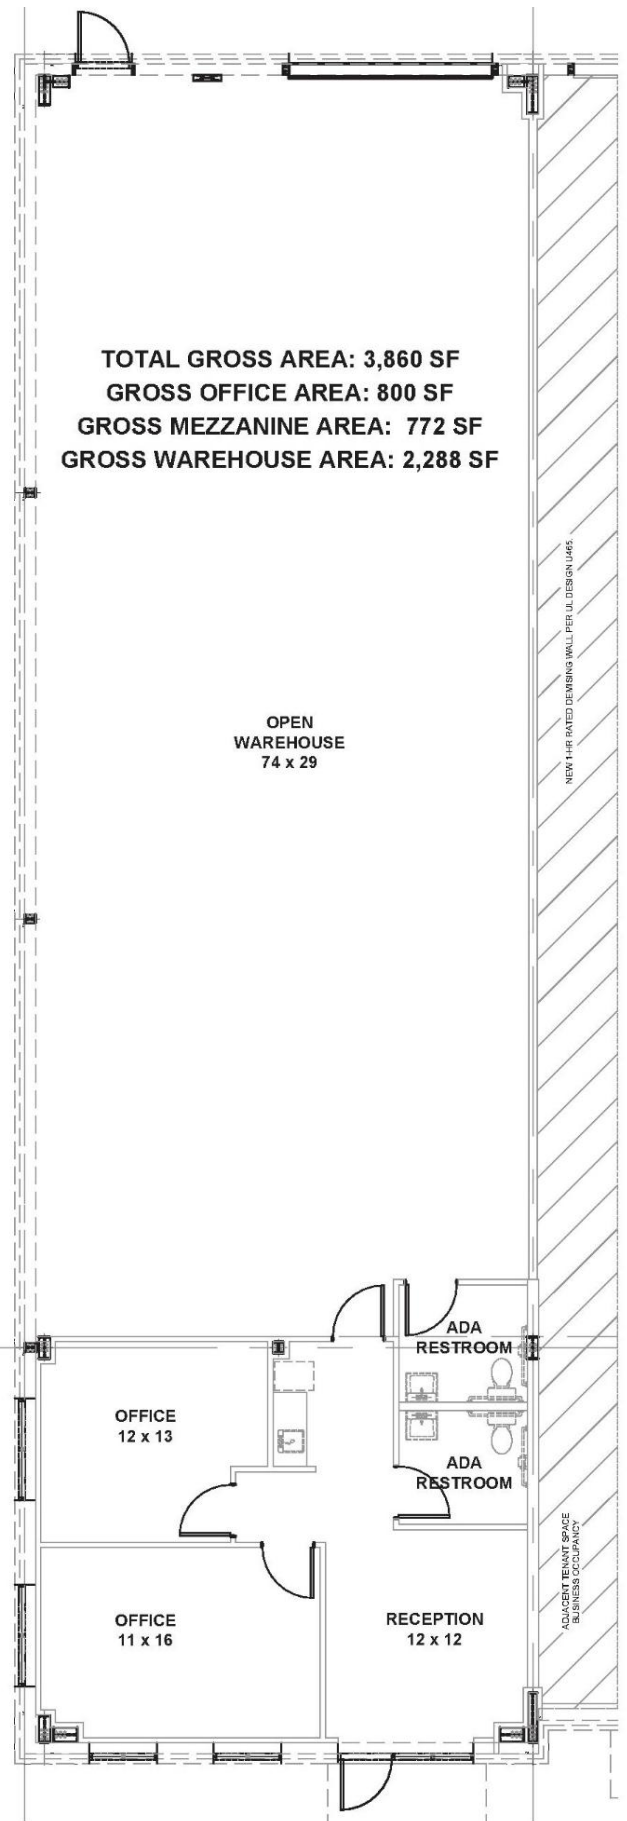 TOTAL GROSS AREA: 3,860 SF
GROSS OFFICE AREA: 800 SF
GROSS MEZZANINE AREA: 772 SF
GROSS WAREHOUSE AREA: 2,288 SF
NEW 1-HR RATED DEMISING WALL PER UL DESIGN U465.
OPEN
WAREHOUSE
74 x 29
ADA
RESTROOM
OFFICE
12 x 13
ADA
RESTROOM
OFFICE
11 x 16
RECEPTION
12 x 12
ADJACENT TENANT SPACE
BUSINESS OCCUPANCY